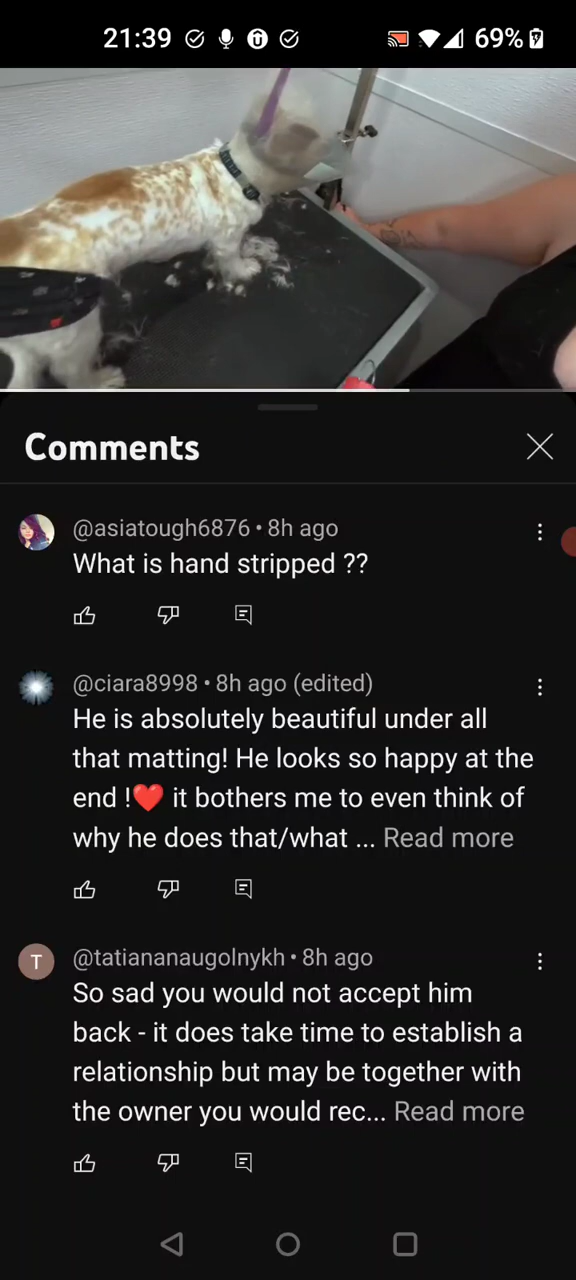 21:39
69%
Comments
@asiatough6876 • 8h ago
What is hand stripped ??
@ciara8998 • 8h ago (edited)
He is absolutely beautiful under all
that matting! He looks so happy at the
end !❤️ it bothers me to even think of
why he does that/what ... Read more
T
@tatiananaugolnykh • 8h ago
So sad you would not accept him
back - it does take time to establish a
relationship but may be together with
the owner you would rec... Read more